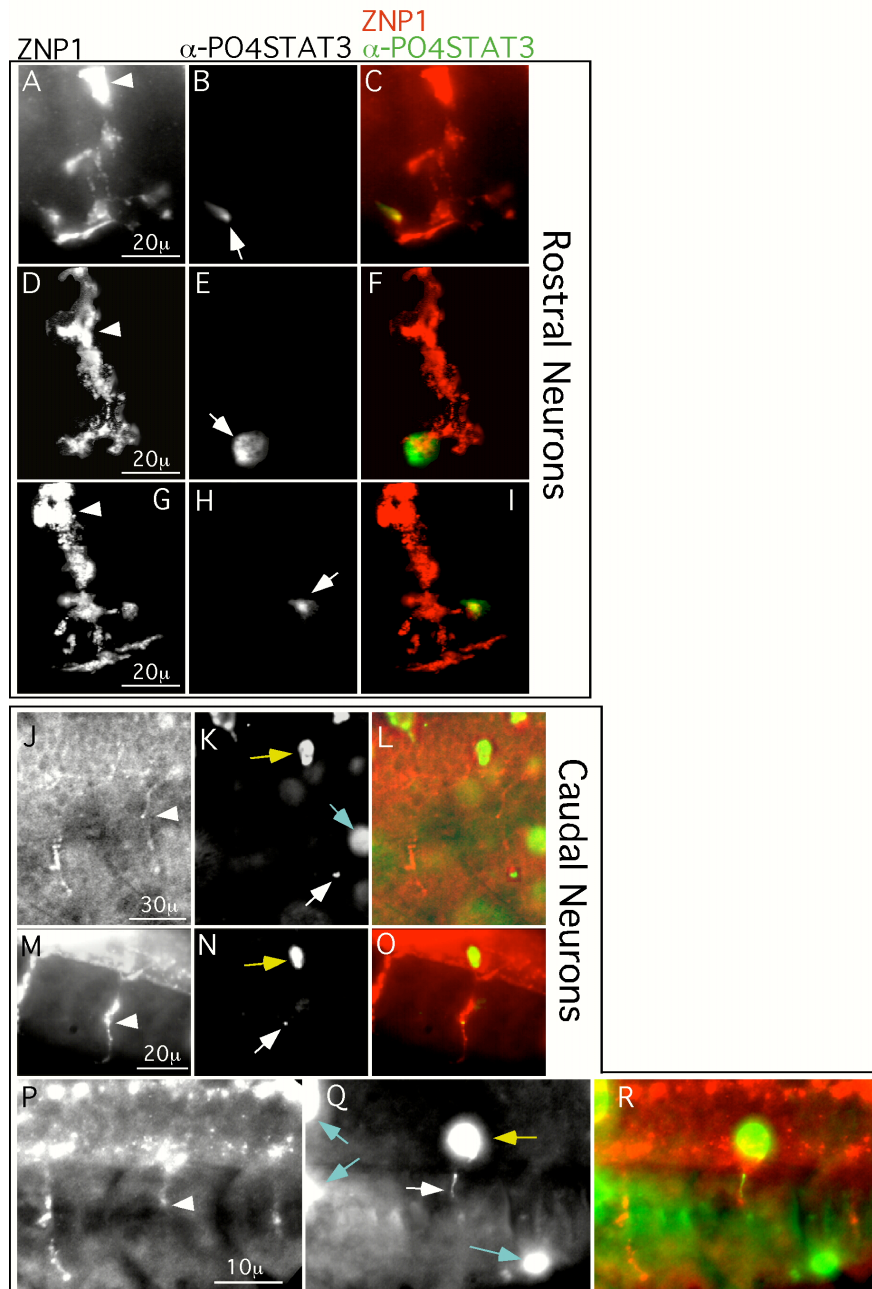 ZNP1
ZNP1 α-PO4STAT3 α-PO4STAT3
A B C
20μ
D E F
20μ
G H I
20μ
Rostral Neurons
J K L
30μ
M N O
20μ
Caudal Neurons
P Q R
10μ